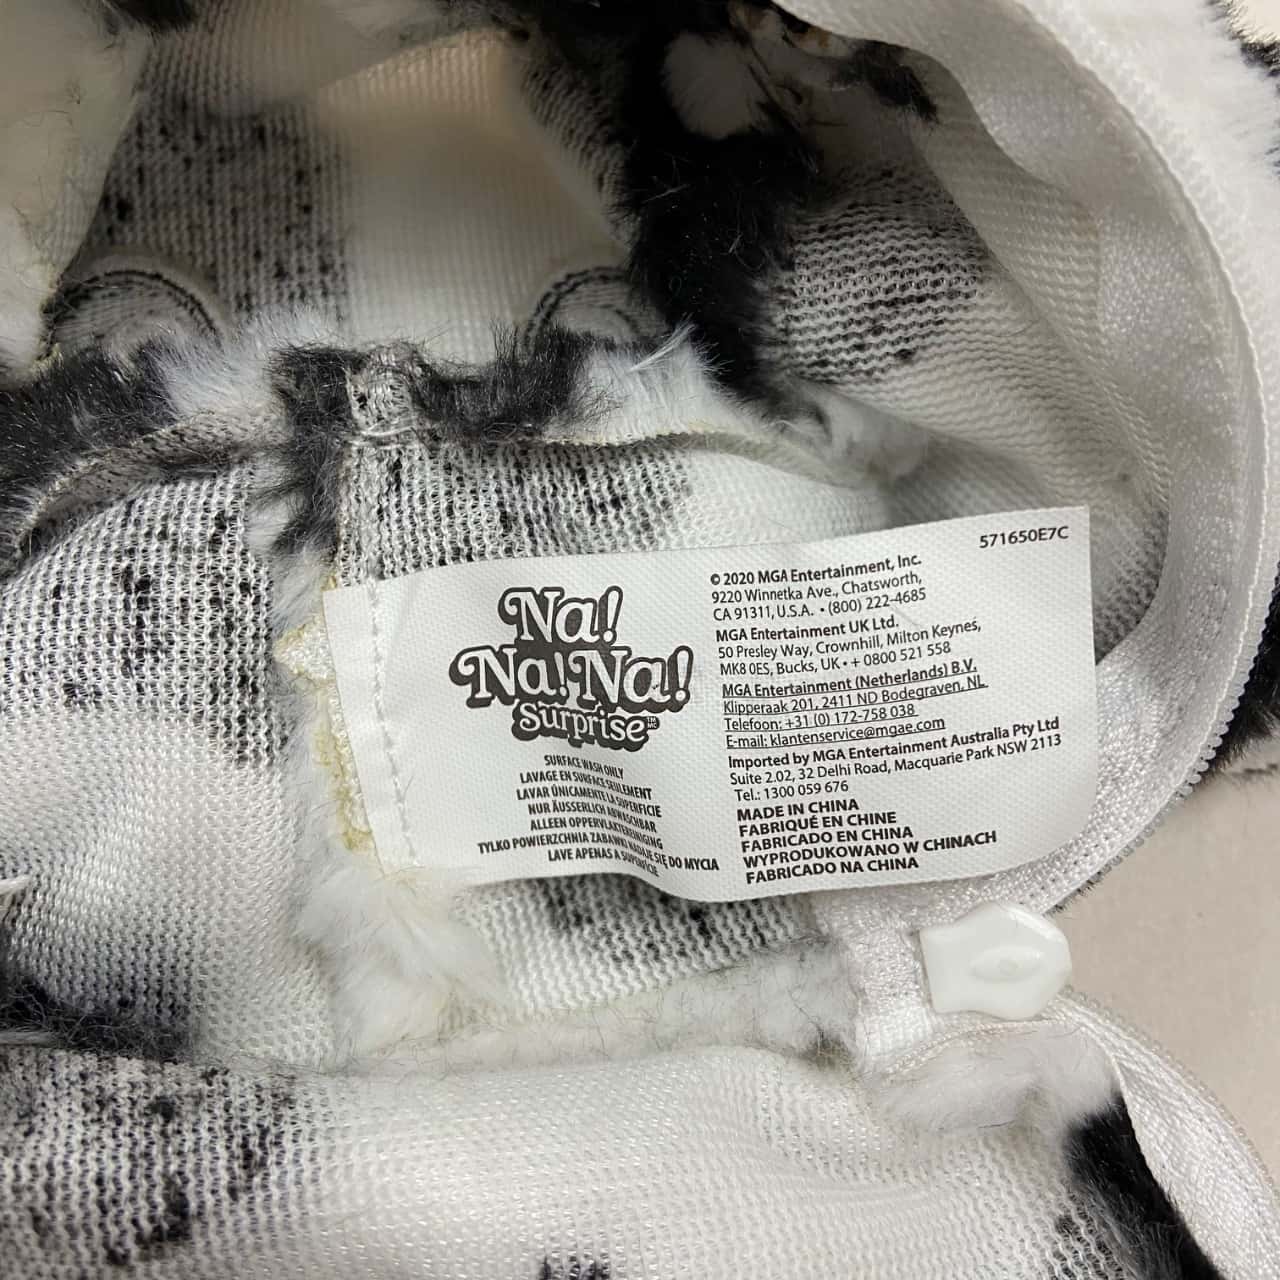 571650E7C
Na!
Na! Na!
Surprise™
MC
SURFACE WASH ONLY
LAVAGE EN SURFACE SEULEMENT
LAVAR ÚNICAMENTE LA SUPERFICIE
NUR ÄUSSERLICH ABWASCHBAR
ALLEEN OPPERVLAKTEREINIGING
TYLKO POWIERZCHNIA ZABAWKI NADAJE SIĘ DO MYCIA
LAVE APENAS A SUPERFÍCIE
© 2020 MGA Entertainment, Inc.
9220 Winnetka Ave., Chatsworth,
CA 91311, U.S.A. • (800) 222-4685
MGA Entertainment UK Ltd.
50 Presley Way, Crownhill, Milton Keynes,
MK8 0ES, Bucks, UK • + 0800 521 558
MGA Entertainment (Netherlands) B.V.
Klipperaak 201, 2411 ND Bodegraven, NL
Telefoon: +31 (0) 172-758 038
E-mail: klantenservice@mgae.com
Imported by MGA Entertainment Australia Pty Ltd
Suite 2.02, 32 Delhi Road, Macquarie Park NSW 2113
Tel.: 1300 059 676
MADE IN CHINA
FABRIQUÉ EN CHINE
FABRICADO EN CHINA
WYPRODUKOWANO W CHINACH
FABRICADO NA CHINA